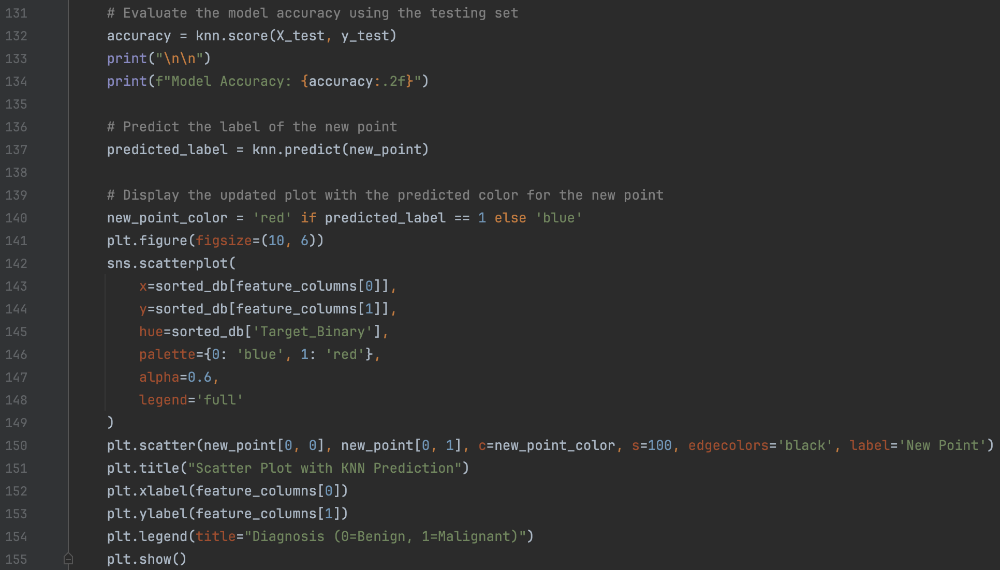 131 # Evaluate the model accuracy using the testing set
132 accuracy = knn.score(X_test, y_test)
133 print("\n\n")
134 print(f"Model Accuracy: {accuracy:.2f}")
135
136 # Predict the label of the new point
137 predicted_label = knn.predict(new_point)
138
139 # Display the updated plot with the predicted color for the new point
140 new_point_color = 'red' if predicted_label == 1 else 'blue'
141 plt.figure(figsize=(10, 6))
142 sns.scatterplot(
143     x=sorted_db[feature_columns[0]],
144     y=sorted_db[feature_columns[1]],
145     hue=sorted_db['Target_Binary'],
146     palette={0: 'blue', 1: 'red'},
147     alpha=0.6,
148     legend='full'
149 )
150 plt.scatter(new_point[0, 0], new_point[0, 1], c=new_point_color, s=100, edgecolors='black', label='New Point')
151 plt.title("Scatter Plot with KNN Prediction")
152 plt.xlabel(feature_columns[0])
153 plt.ylabel(feature_columns[1])
154 plt.legend(title="Diagnosis (0=Benign, 1=Malignant)")
155 plt.show()